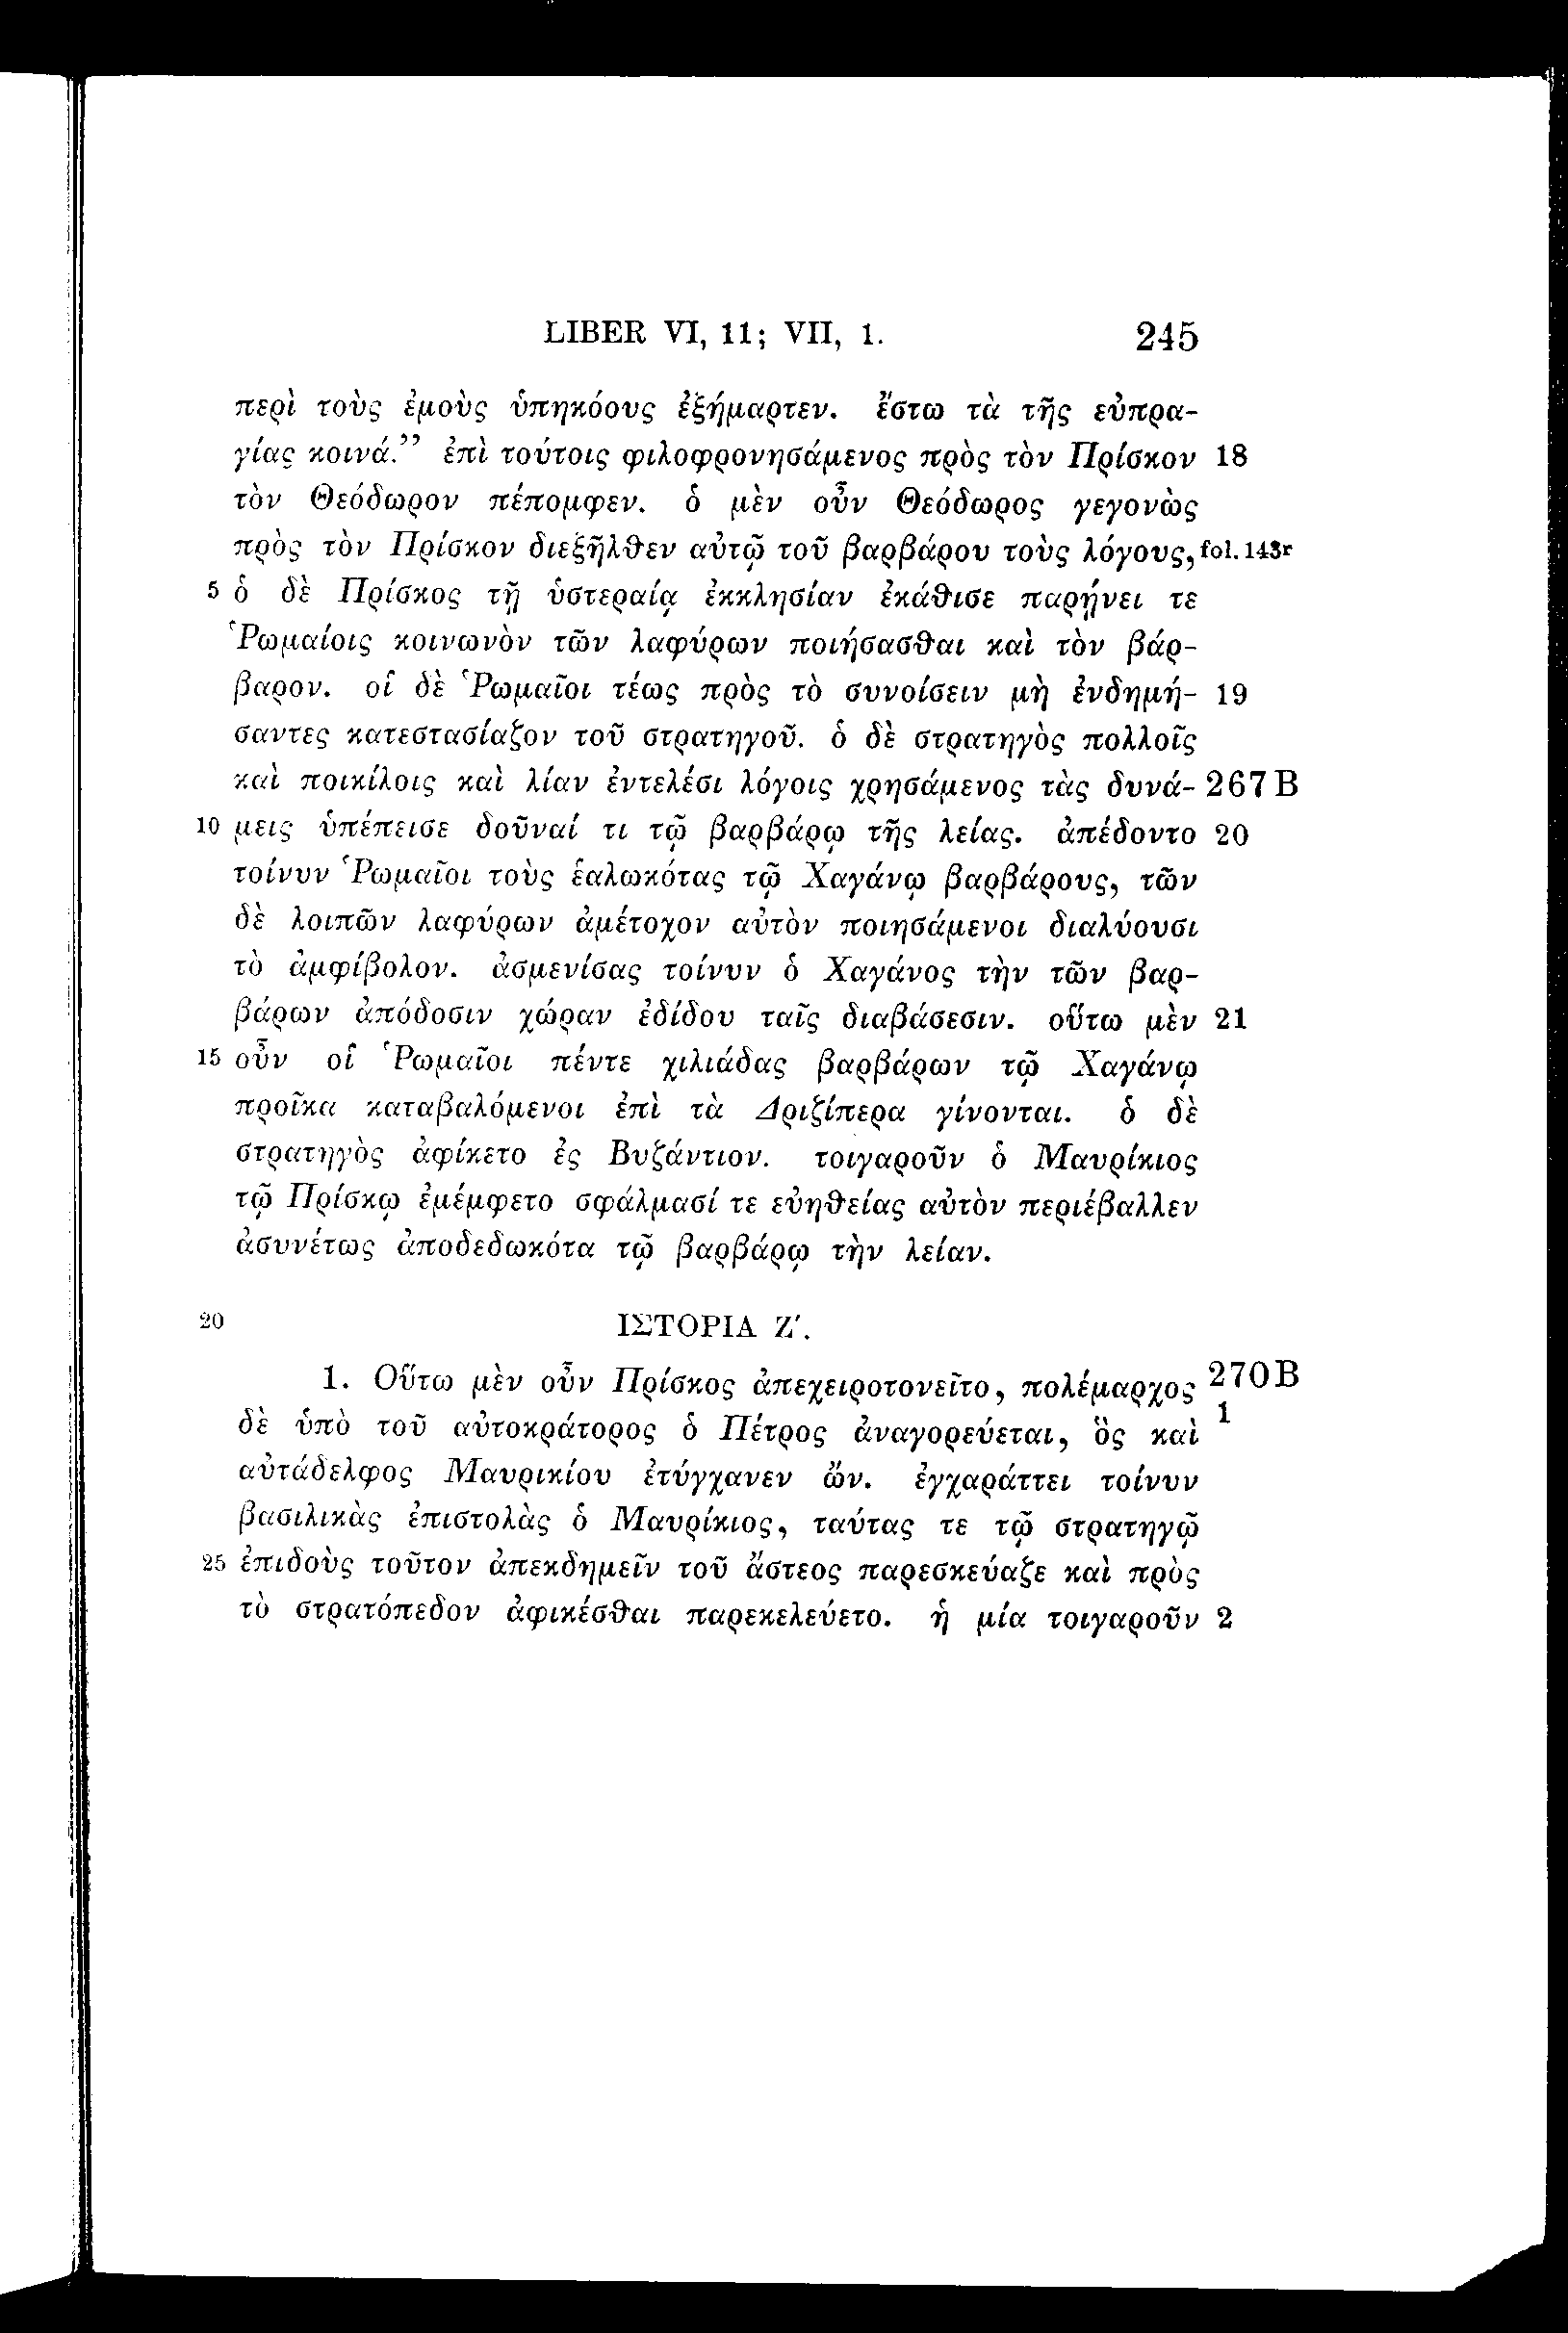 LIBER VI, 11; VII, 1. 245
περὶ τοὺς ἐμοὺς ὑπηκόους ἐξήμαρτεν. ἔστω τὰ τῆς εὐπρα-
γίας κοινά.” ἐπὶ τούτοις φιλοφρονησάμενος πρὸς τὸν Πρίσκον 18
τὸν Θεόδωρον πέπομφεν. ὁ μὲν οὖν Θεόδωρος γεγονὼς
πρὸς τὸν Πρίσκον διεξῆλθεν αὐτῷ τοῦ βαρβάρου τοὺς λόγους, fol. 143r
5 ὁ δὲ Πρίσκος τῇ ὑστεραίᾳ ἐκκλησίαν ἐκάθισε παρῄνει τε
Ῥωμαίοις κοινωνὸν τῶν λαφύρων ποιήσασθαι καὶ τὸν βάρ-
βαρον. οἱ δὲ Ῥωμαῖοι τέως πρὸς τὸ συνοίσειν μὴ ἐνδημή- 19
σαντες κατεστασίαζον τοῦ στρατηγοῦ. ὁ δὲ στρατηγὸς πολλοῖς
καὶ ποικίλοις καὶ λίαν ἐντελέσι λόγοις χρησάμενος τὰς δυνά- 267 B
10 μεις ὑπέπεισε δοῦναί τι τῷ βαρβάρῳ τῆς λείας. ἀπέδοντο 20
τοίνυν Ῥωμαῖοι τοὺς ἑαλωκότας τῷ Χαγάνῳ βαρβάρους, τῶν
δὲ λοιπῶν λαφύρων ἀμέτοχον αὐτὸν ποιησάμενοι διαλύουσι
τὸ ἀμφίβολον. ἀσμενίσας τοίνυν ὁ Χαγάνος τὴν τῶν βαρ-
βάρων ἀπόδοσιν χώραν ἐδίδου ταῖς διαβάσεσιν. οὕτω μὲν 21
15 οὖν οἱ Ῥωμαῖοι πέντε χιλιάδας βαρβάρων τῷ Χαγάνῳ
προῖκα καταβαλόμενοι ἐπὶ τὰ Δριζίπερα γίνονται. ὁ δὲ
στρατηγὸς ἀφίκετο ἐς Βυζάντιον. τοιγαροῦν ὁ Μαυρίκιος
τῷ Πρίσκῳ ἐμέμφετο σφάλμασί τε εὐηθείας αὐτὸν περιέβαλλεν
ἀσυνέτως ἀποδεδωκότα τῷ βαρβάρῳ τὴν λείαν.
20 ΙΣΤΟΡΙΑ Ζ′.
1. Οὕτω μὲν οὖν Πρίσκος ἀπεχειροτονεῖτο, πολέμαρχος 270 B
δὲ ὑπὸ τοῦ αὐτοκράτορος ὁ Πέτρος ἀναγορεύεται, ὃς καὶ 1
αὐτάδελφος Μαυρικίου ἐτύγχανεν ὤν. ἐγχαράττει τοίνυν
βασιλικὰς ἐπιστολὰς ὁ Μαυρίκιος, ταύτας τε τῷ στρατηγῷ
25 ἐπιδοὺς τοῦτον ἀπεκδημεῖν τοῦ ἄστεος παρεσκεύαζε καὶ πρὸς
τὸ στρατόπεδον ἀφικέσθαι παρεκελεύετο. ἡ μία τοιγαροῦν 2